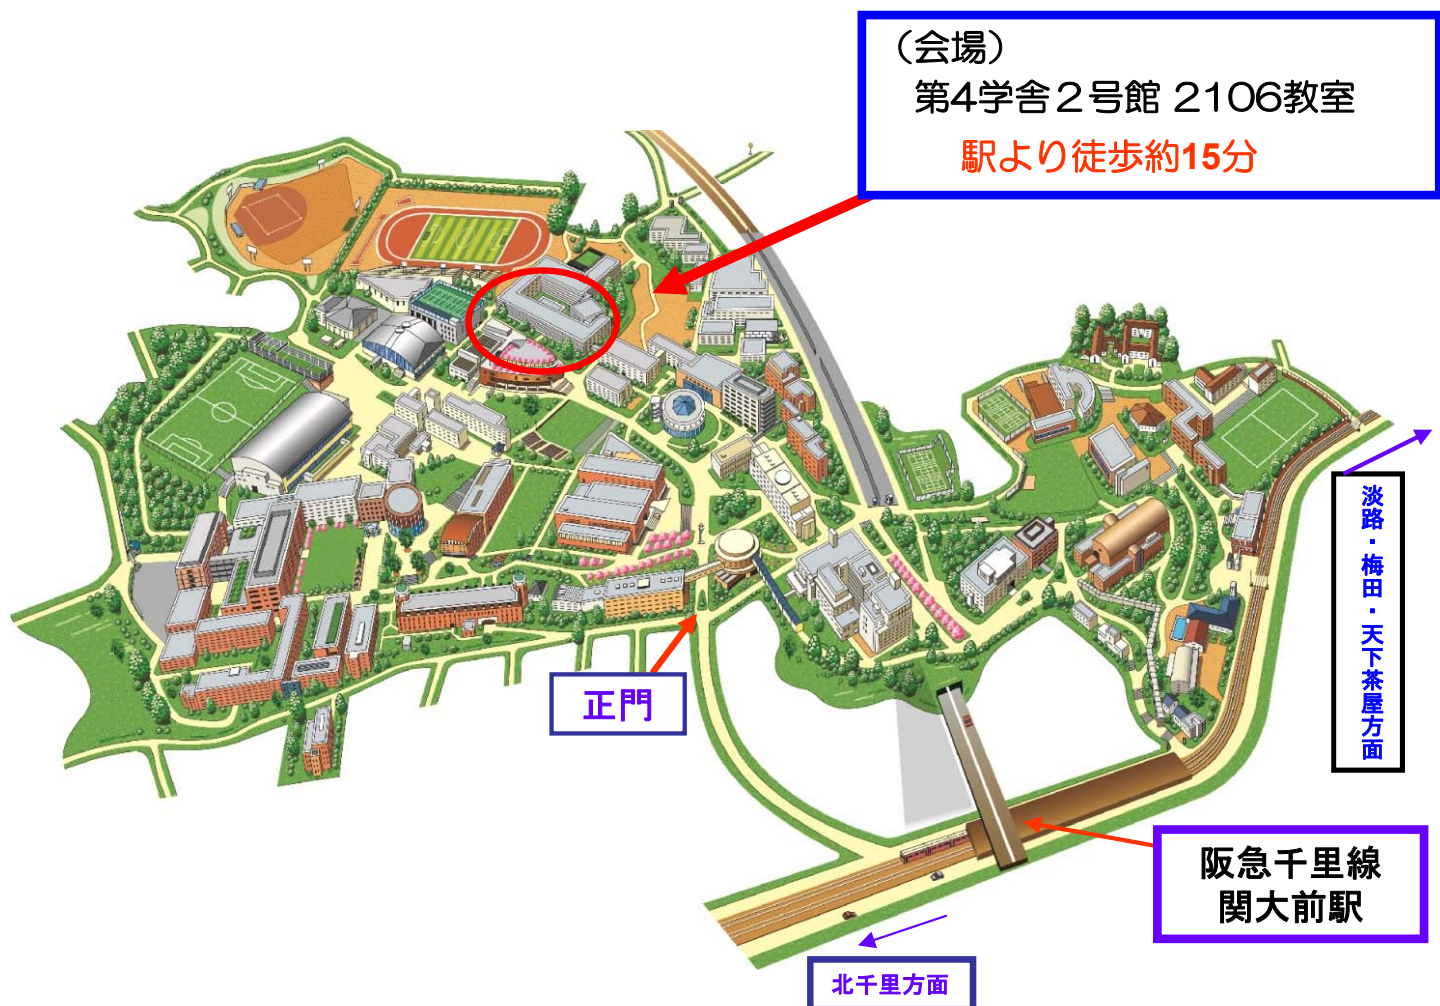 （会場）
第4学舎２号館 2106教室
駅より徒歩約15分
淡路・梅田・天下茶屋方面
正門
阪急千里線
関大前駅
北千里方面